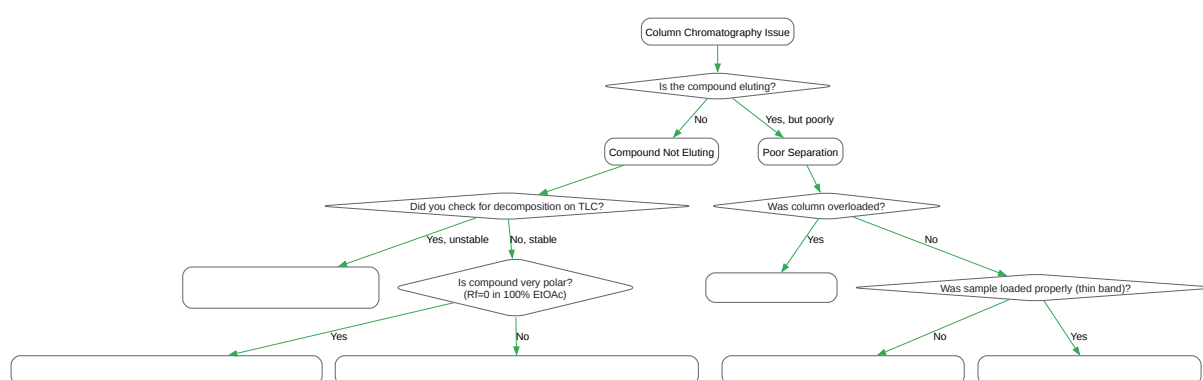 Column Chromatography Issue
Is the compound eluting?
No
Yes, but poorly
Compound Not Eluting
Poor Separation
Did you check for decomposition on TLC?
Was column overloaded?
Yes, unstable
No, stable
Yes
No
Is compound very polar?
(Rf=0 in 100% EtOAc)
Was sample loaded properly (thin band)?
Yes
No
No
Yes